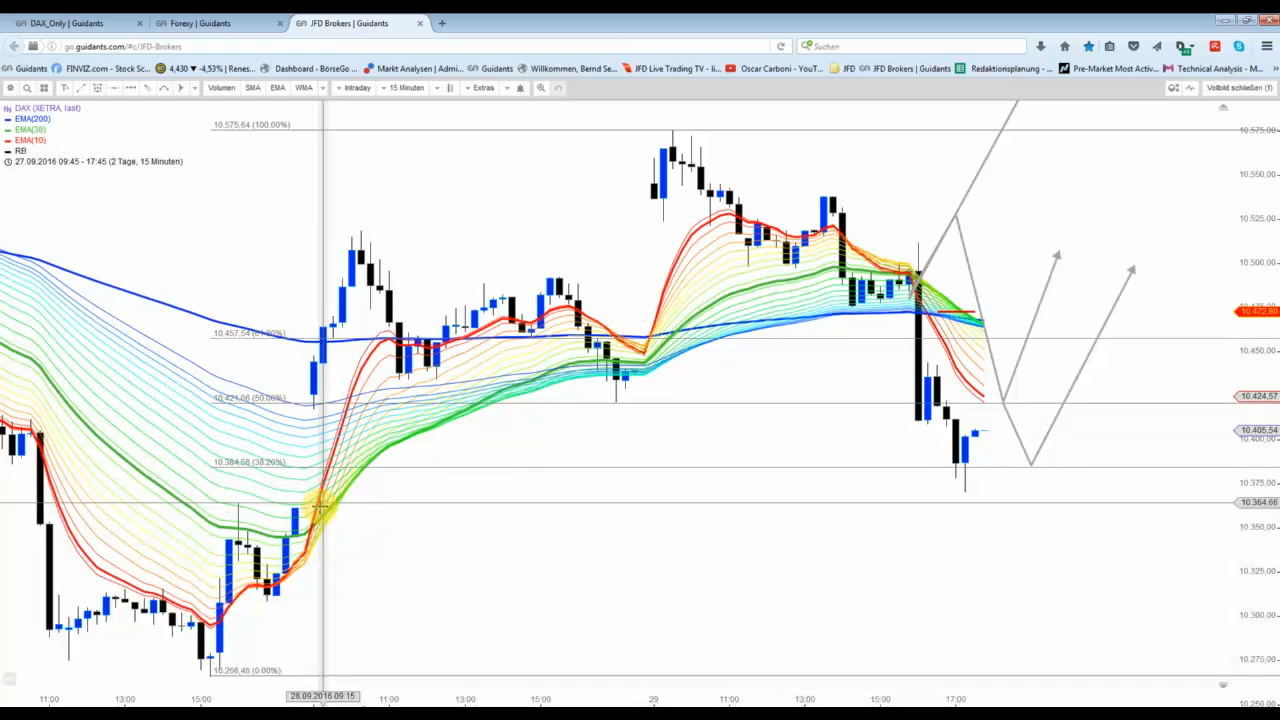 DAX_Only | Guidants
Forexy | Guidants
JFD Brokers | Guidants
go.guidants.com/#c/JFD-Brokers
Suchen
Guidants
FINVIZ.com - Stock Sc...
4,430 ▼ -4,53% | Renes...
Dashboard - BörseGo ...
Markt Analysen | Admi...
Guidants
Willkommen, Bernd Se...
JFD Live Trading TV - li...
Oscar Carboni - YouT...
JFD
JFD Brokers | Guidants
Redaktionsplanung - ...
Pre-Market Most Activ...
Technical Analysis - M...
Volumen
SMA
EMA
WMA
Intraday
15 Minuten
Extras
Vollbild schließen (f)
DAX (XETRA, last)
EMA(200)
EMA(38)
EMA(10)
RB
27.09.2016 09:45 - 17:45 (2 Tage, 15 Minuten)
10.575,64 (100.00%)
10.457,54 (61.80%)
10.421,06 (50.00%)
10.384,58 (38.20%)
10.266,48 (0.00%)
10.575,00
10.550,00
10.525,00
10.500,00
10.472,80
10.450,00
10.424,57
10.405,54
10.400,00
10.375,00
10.364,66
10.350,00
10.325,00
10.300,00
10.275,00
10.250,00
11:00
13:00
15:00
28.09.2016 09:15
11:00
13:00
15:00
29
11:00
13:00
15:00
17:00